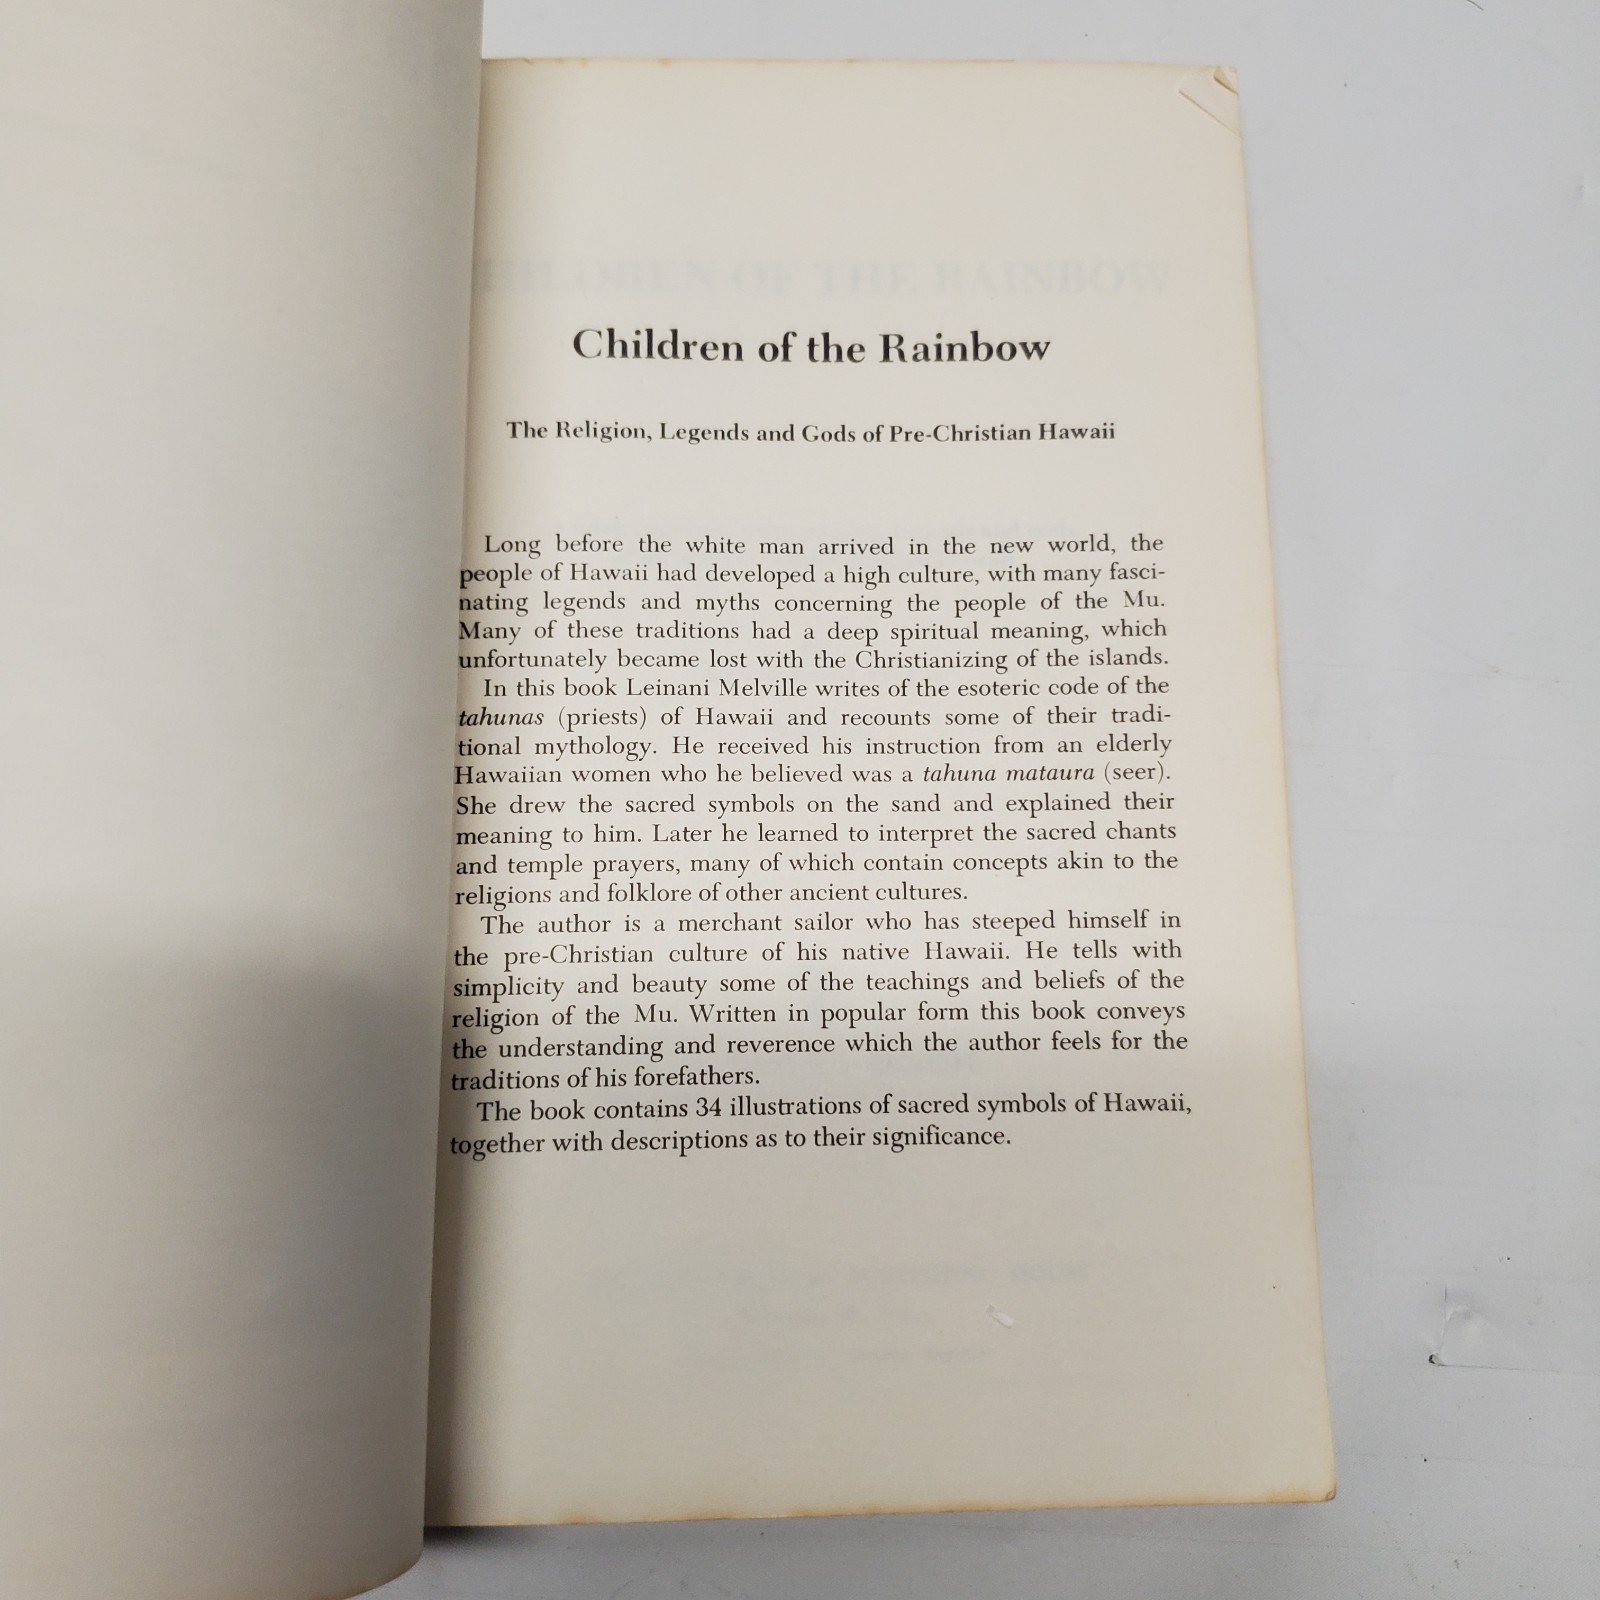 CHILDREN OF THE RAINBOW
Children of the Rainbow
The Religion, Legends and Gods of Pre-Christian Hawaii
Long before the white man arrived in the new world, the
people of Hawaii had developed a high culture, with many fasci-
nating legends and myths concerning the people of the Mu.
Many of these traditions had a deep spiritual meaning, which
unfortunately became lost with the Christianizing of the islands.
In this book Leinani Melville writes of the esoteric code of the
tahunas (priests) of Hawaii and recounts some of their tradi-
tional mythology. He received his instruction from an elderly
Hawaiian women who he believed was a tahuna mataura (seer).
She drew the sacred symbols on the sand and explained their
meaning to him. Later he learned to interpret the sacred chants
and temple prayers, many of which contain concepts akin to the
religions and folklore of other ancient cultures.
The author is a merchant sailor who has steeped himself in
the pre-Christian culture of his native Hawaii. He tells with
simplicity and beauty some of the teachings and beliefs of the
religion of the Mu. Written in popular form this book conveys
the understanding and reverence which the author feels for the
traditions of his forefathers.
The book contains 34 illustrations of sacred symbols of Hawaii,
together with descriptions as to their significance.